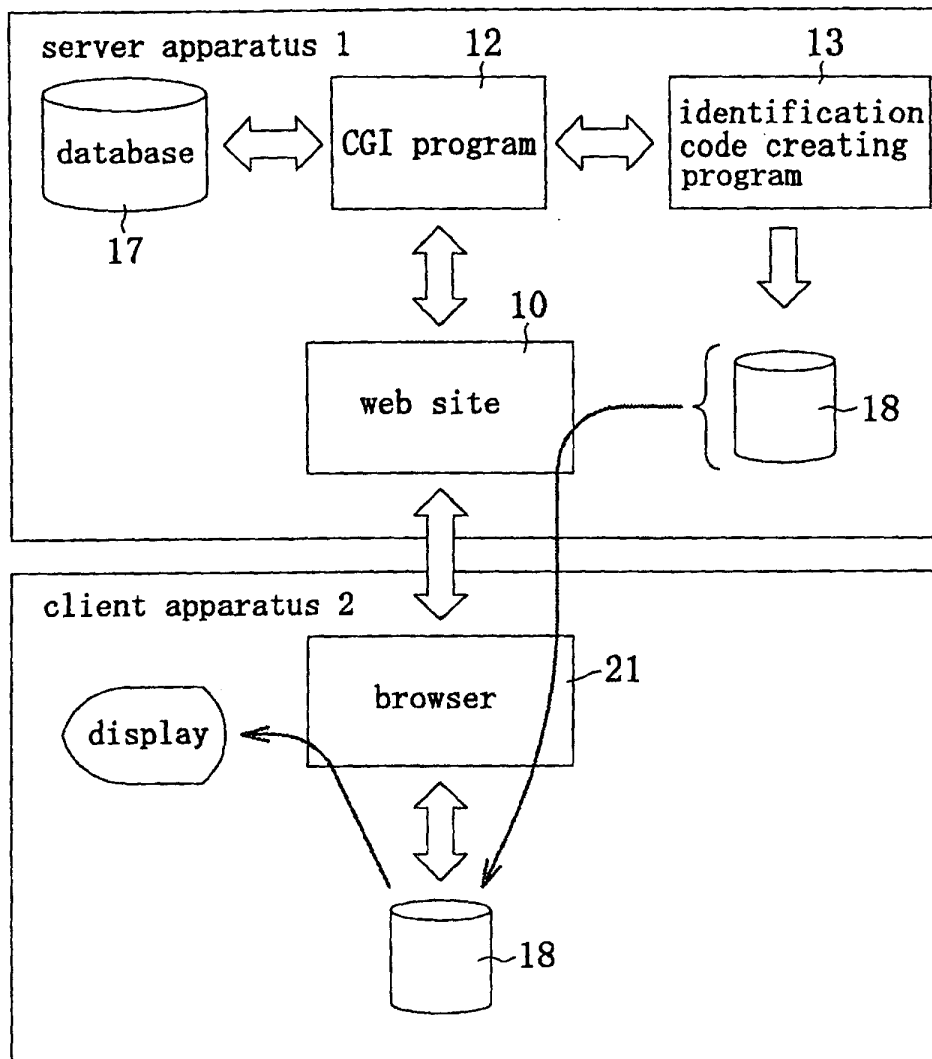 server apparatus 1
12
13
database
CGI program
identification
code creating
program
17
10
web site
18
client apparatus 2
21
browser
display
18